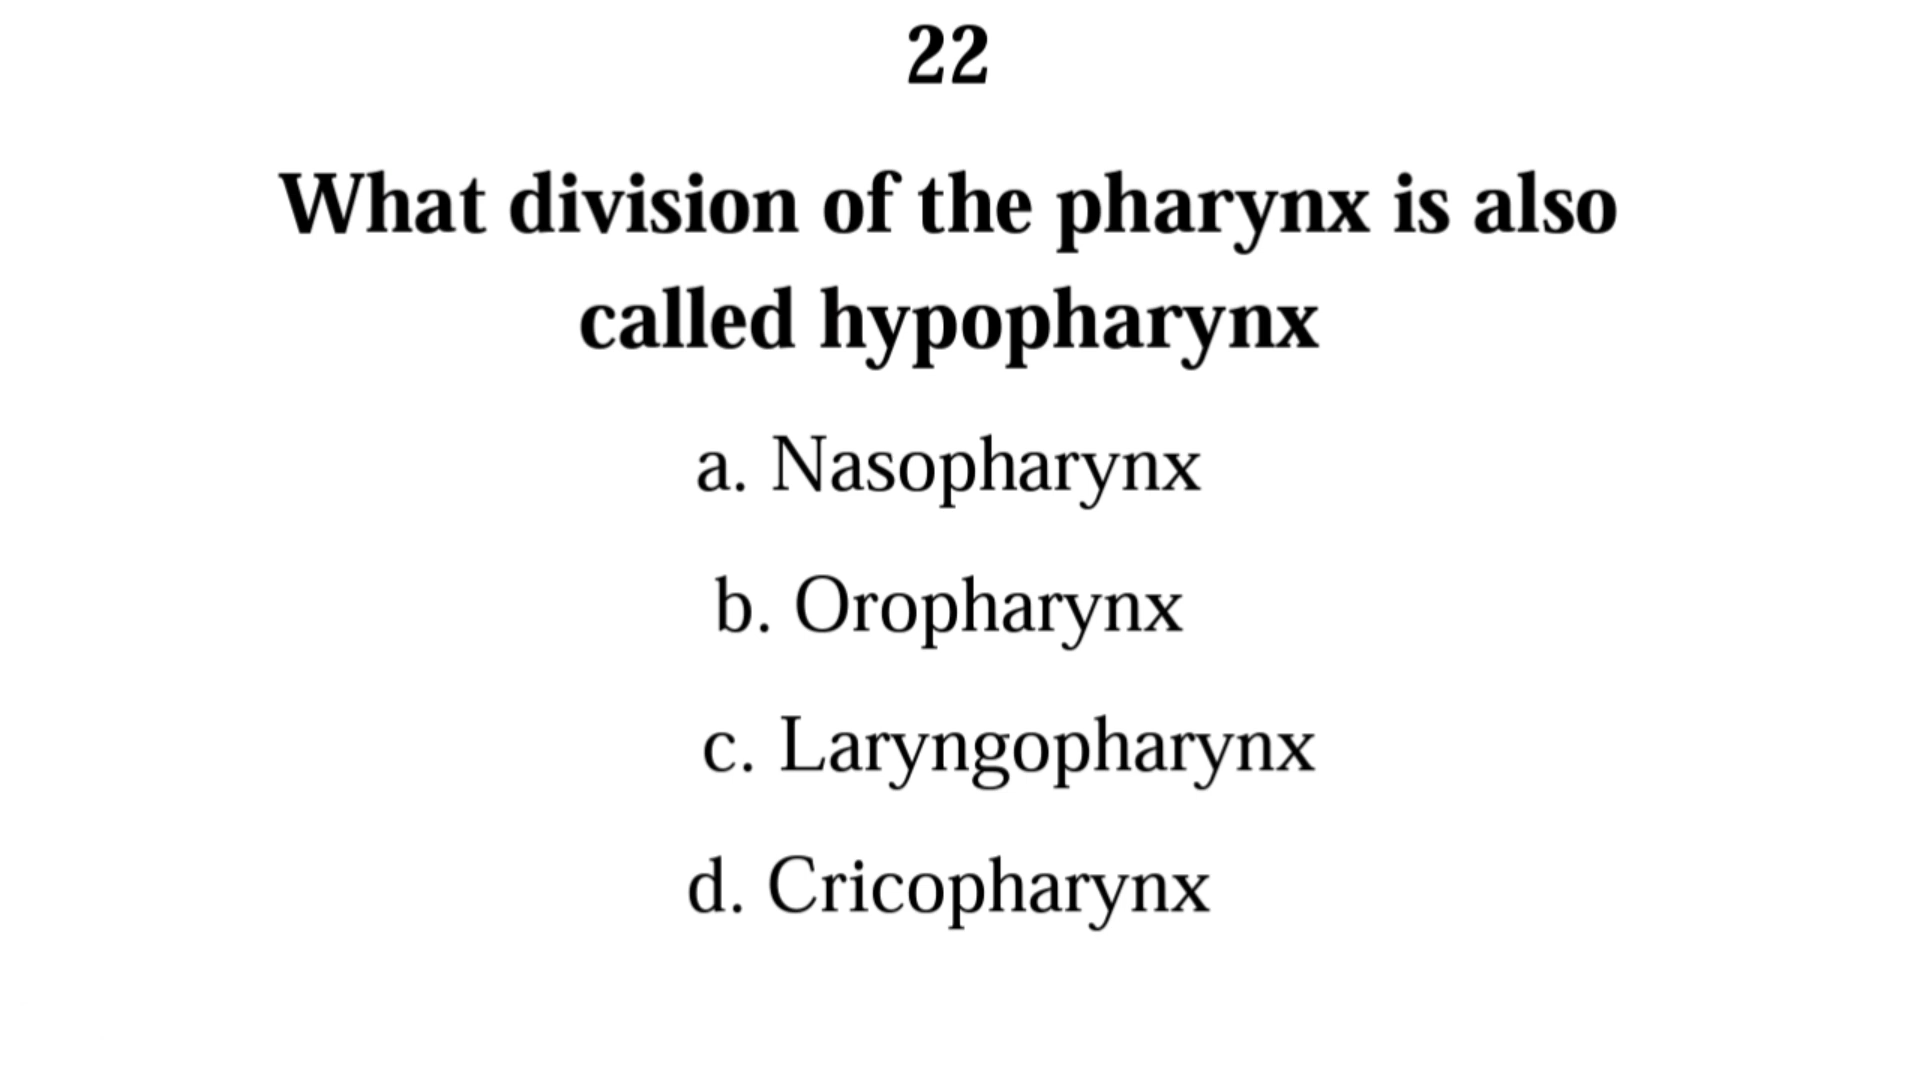 22
What division of the pharynx is also
called hypopharynx
a. Nasopharynx
b. Oropharynx
c. Laryngopharynx
d. Cricopharynx